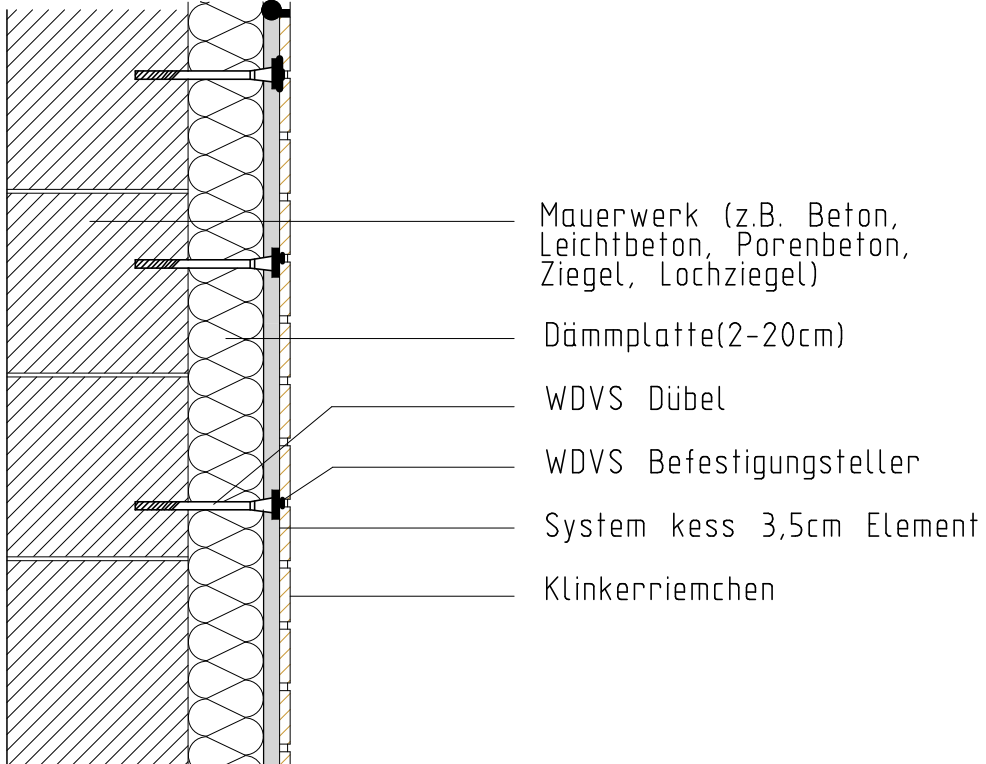 Mauerwerk (z.B. Beton,
Leichtbeton, Porenbeton,
Ziegel, Lochziegel)
Dämmplatte(2-20cm)
WDVS Dübel
WDVS Befestigungsteller
System kess 3,5cm Element
Klinkerriemchen